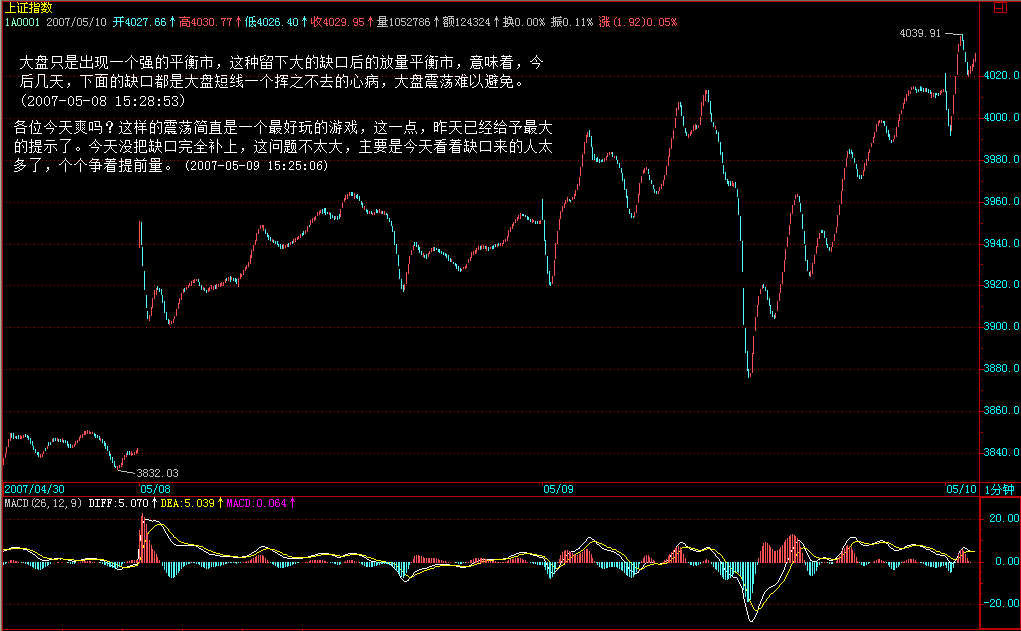 上证指数
1A0001 2007/05/10 开4027.66↑高4030.77↑低4026.40↑收4029.95↑量1052786↑额124324↑换0.00% 振0.11% 涨(1.92)0.05%
4039.91
大盘只是出现一个强的平衡市，这种留下大的缺口后的放量平衡市，意味着，今
后几天，下面的缺口都是大盘短线一个挥之不去的心病，大盘震荡难以避免。
(2007-05-08 15:28:53)
各位今天爽吗？这样的震荡简直是一个最好玩的游戏，这一点，昨天已经给予最大
的提示了。今天没把缺口完全补上，这问题不太大，主要是今天看着缺口来的人太
多了，个个争着提前量。 (2007-05-09 15:25:06)
4020.0
4000.0
3980.0
3960.0
3940.0
3920.0
3900.0
3880.0
3860.0
3840.0
3832.03
2007/04/30 05/08 05/09 05/10 1分钟
MACD(26,12,9) DIFF:5.070↑DEA:5.039↑MACD:0.064↑
20.00
0.00
-20.00